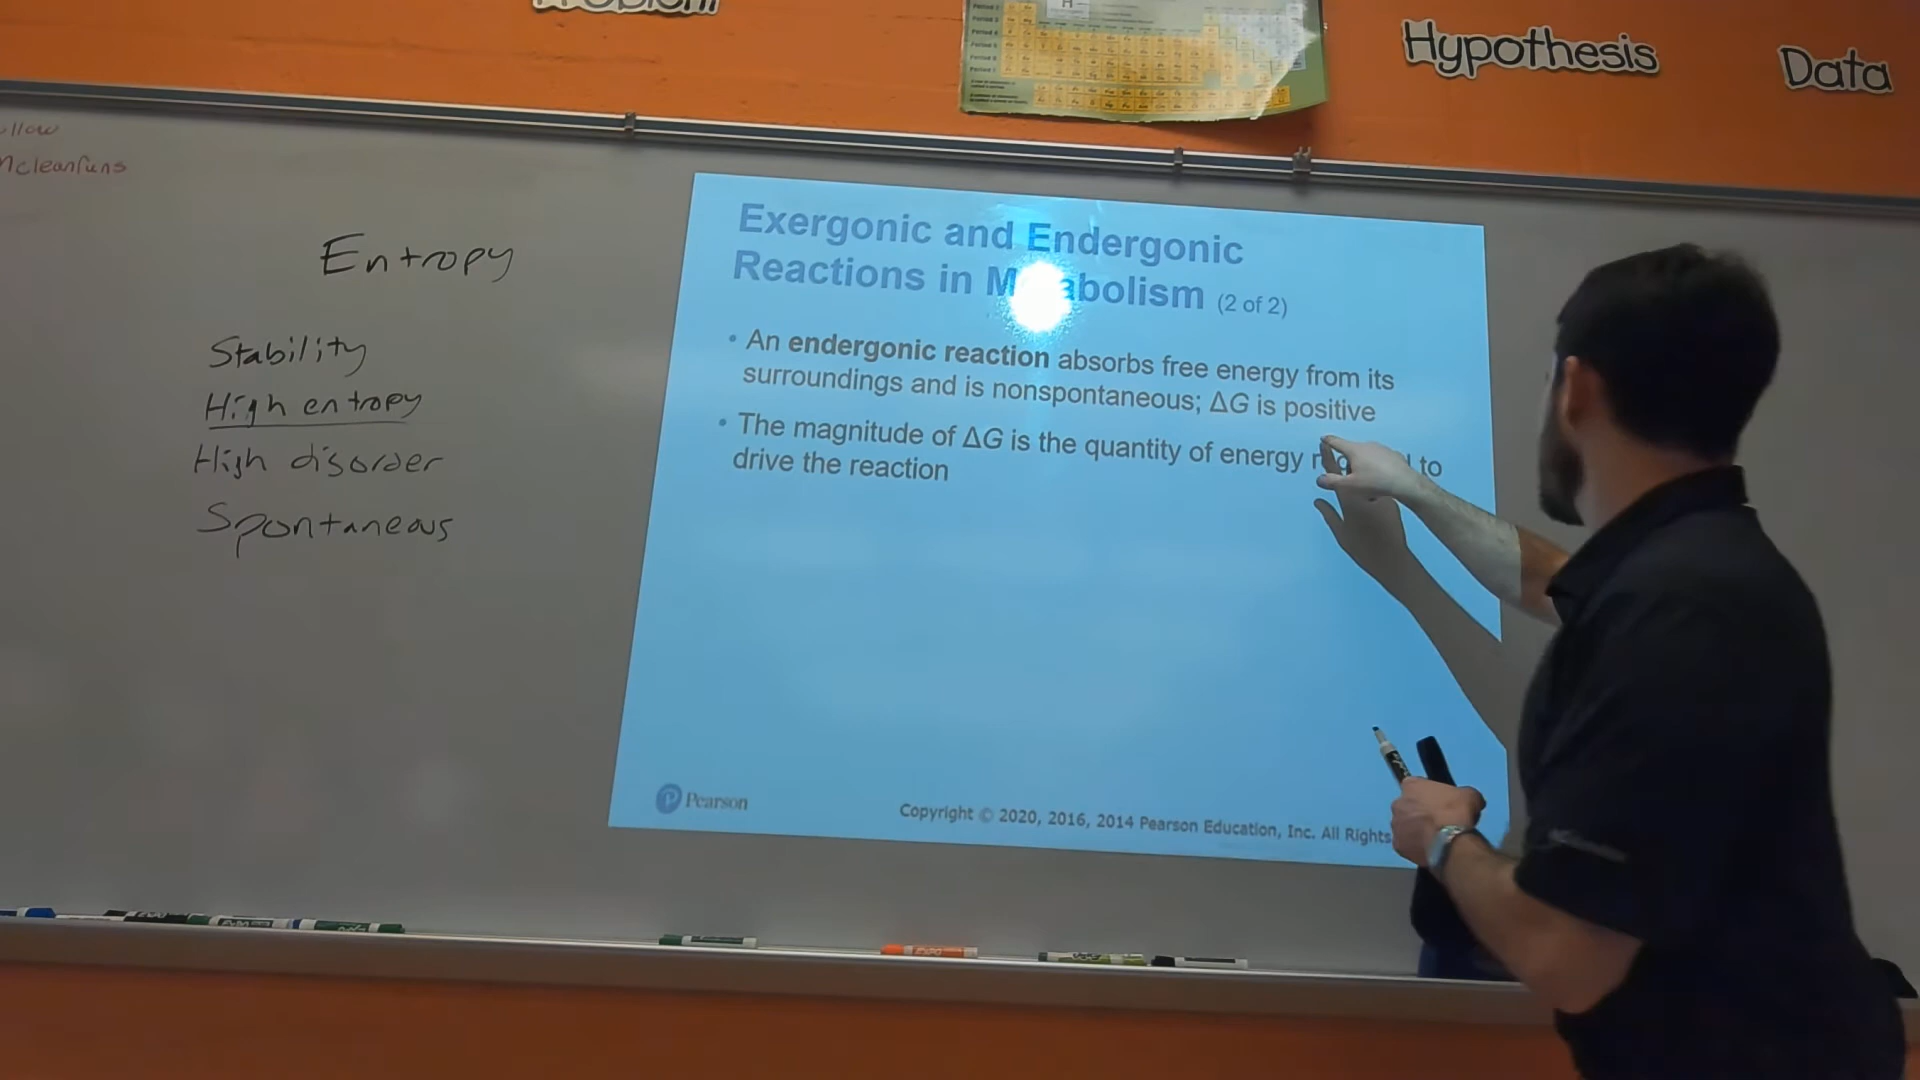 Hypothesis
Data
Mcleanfuns
Entropy
Stability
High entropy
High disorder
Spontaneous
Exergonic and Endergonic
Reactions in Metabolism (2 of 2)
• An endergonic reaction absorbs free energy from its
surroundings and is nonspontaneous; ΔG is positive
• The magnitude of ΔG is the quantity of energy to
drive the reaction
Pearson
Copyright © 2020, 2016, 2014 Pearson Education, Inc. All Rights